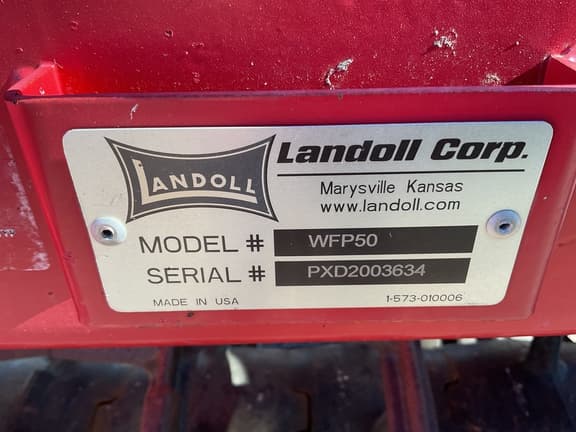 LANDOLL
Landoll Corp.
Marysville Kansas
www.landoll.com
MODEL # WFP50
SERIAL # PXD2003634
MADE IN USA 1-573-010006